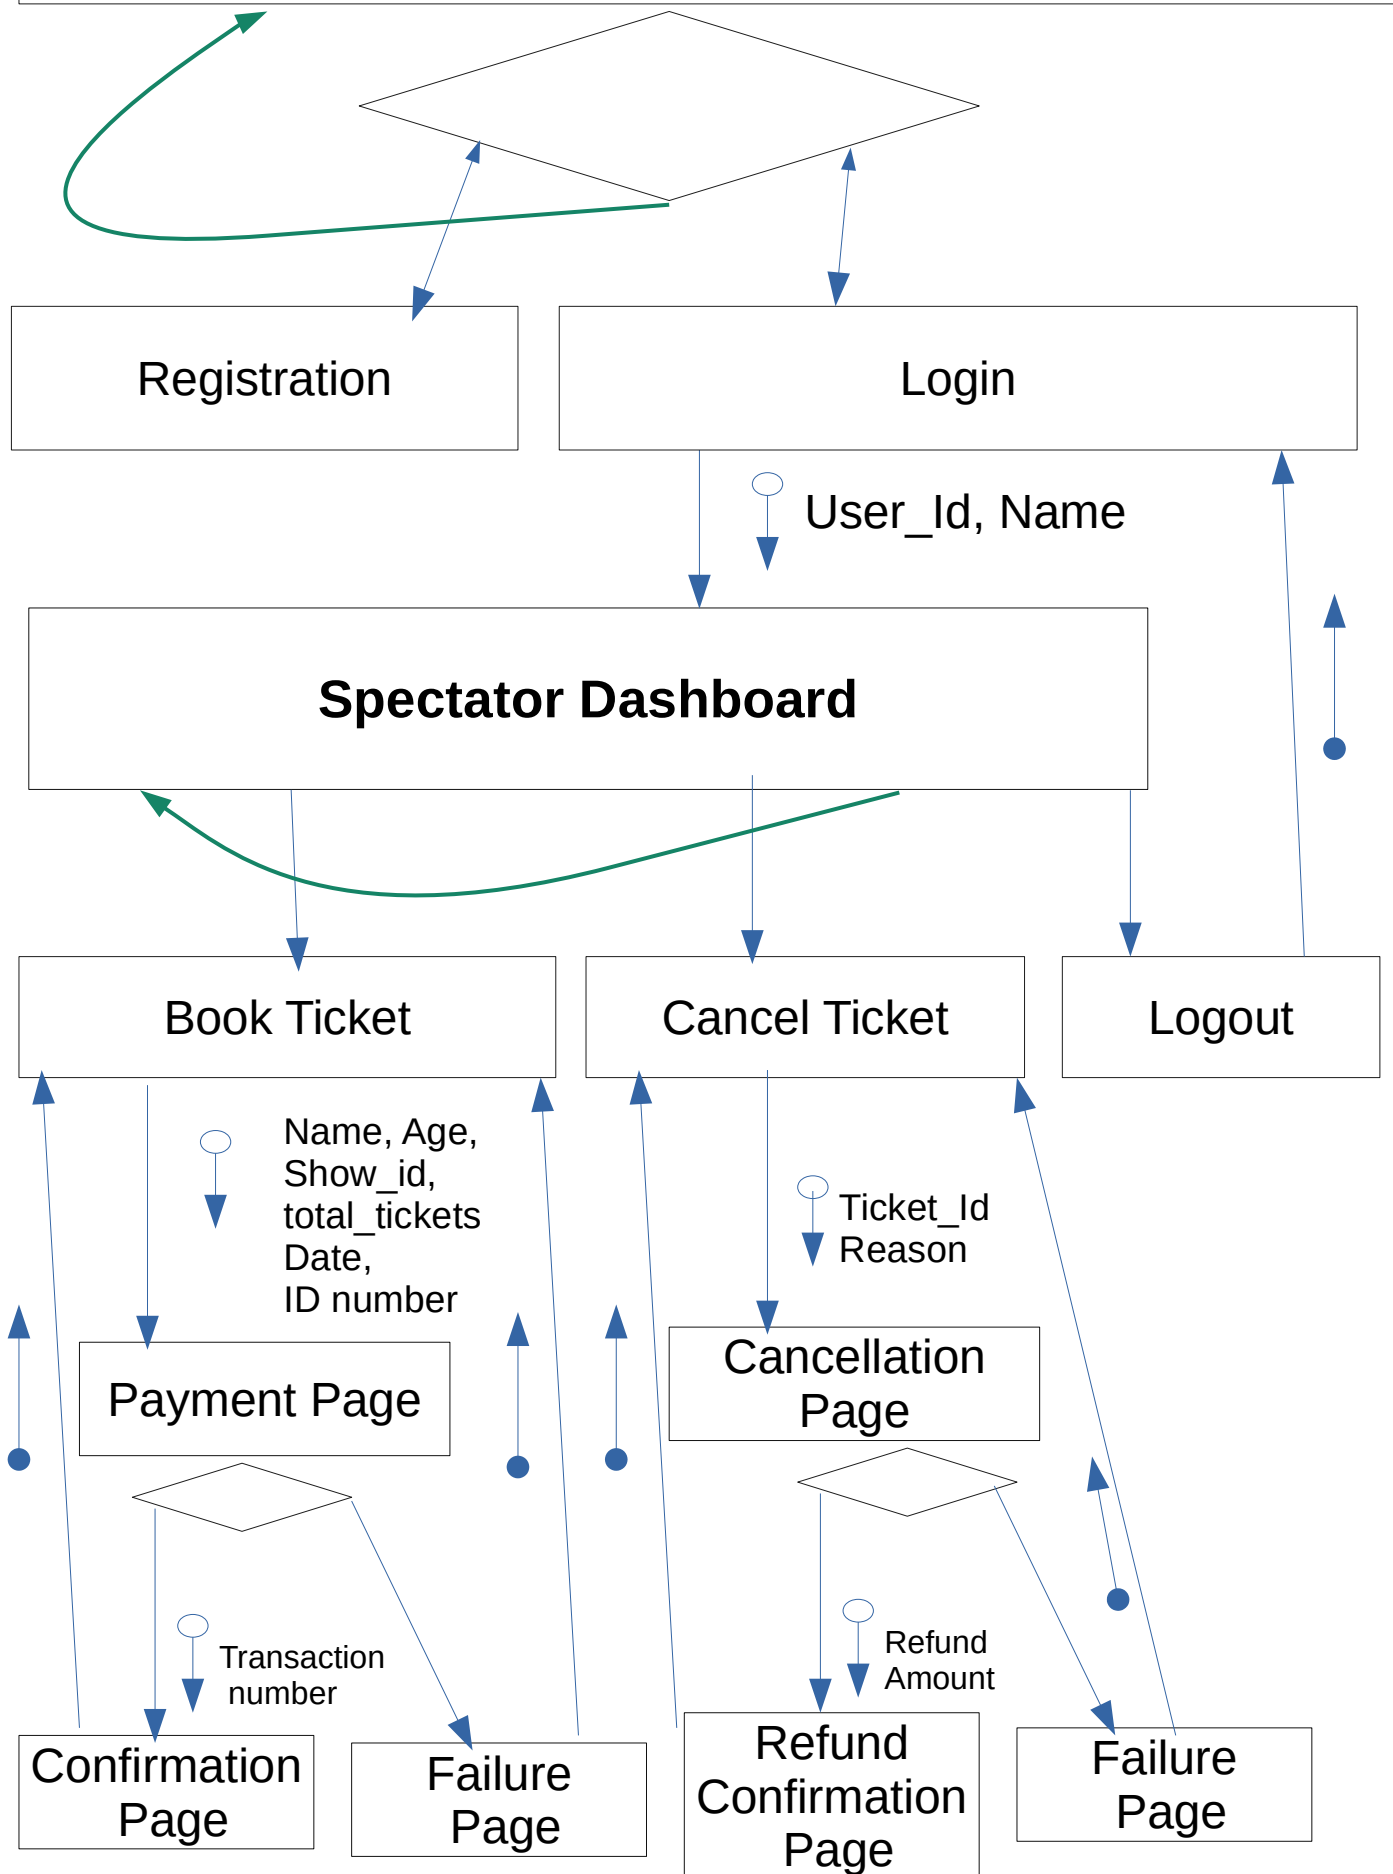 Registration
Login
User_Id, Name
Spectator Dashboard
Book Ticket
Cancel Ticket
Logout
Name, Age,
Show_id,
total_tickets
Date,
ID number
Ticket_Id
Reason
Payment Page
Cancellation
Page
Transaction
number
Refund
Amount
Confirmation
Page
Failure
Page
Refund
Confirmation
Page
Failure
Page